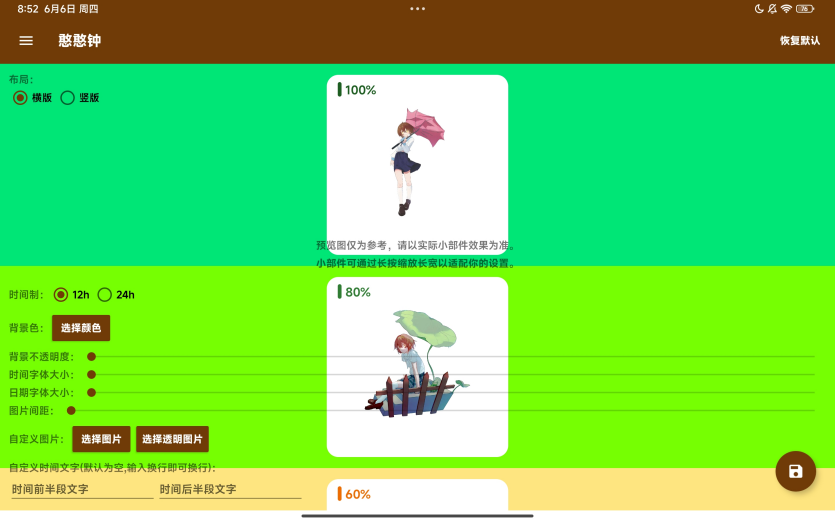 8:52 6月6日 周四
76
憨憨钟
恢复默认
布局：
横版 竖版
100%
预览图仅为参考，请以实际小部件效果为准。
小部件可通过长按缩放长宽以适配你的设置。
时间制： 12h 24h
80%
背景色： 选择颜色
背景不透明度：
时间字体大小：
日期字体大小：
图片间距：
自定义图片： 选择图片 选择透明图片
自定义时间文字(默认为空,输入换行即可换行)：
时间前半段文字 时间后半段文字
60%